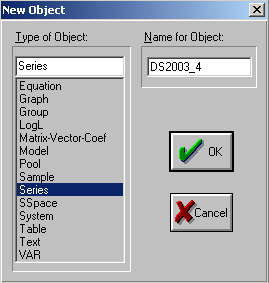 New Object
Type of Object:
Name for Object:
Series
DS2003_4
Equation
Graph
Group
LogL
Matrix-Vector-Coef
Model
Pool
Sample
Series
SSpace
System
Table
Text
VAR
OK
Cancel